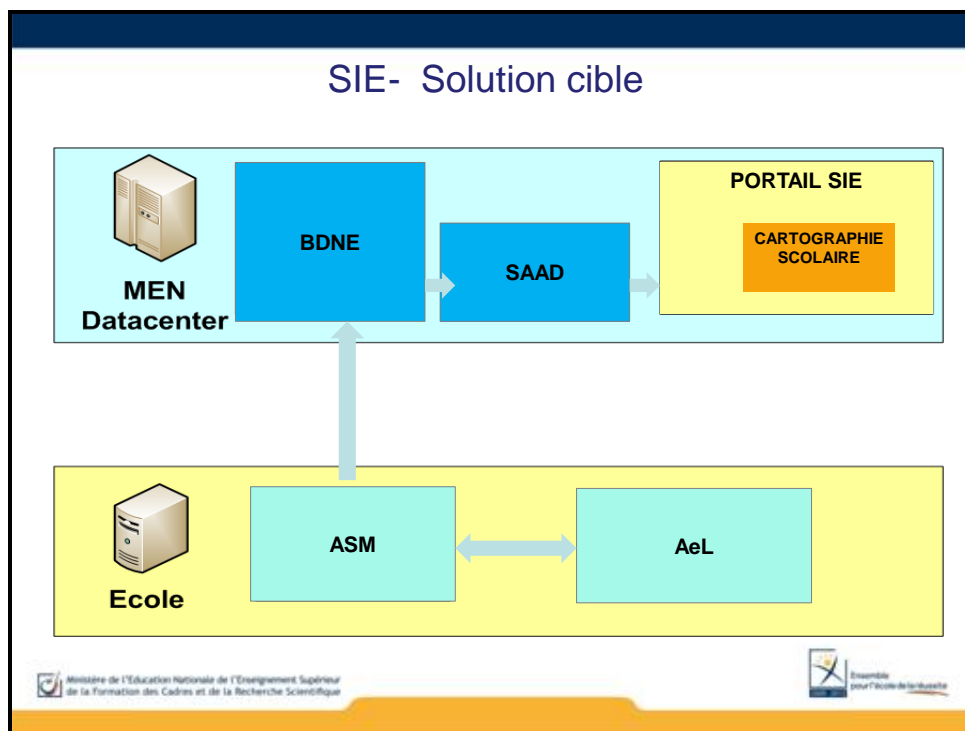 SIE- Solution cible
BDNE
SAAD
PORTAIL SIE
CARTOGRAPHIE
SCOLAIRE
MEN
Datacenter
ASM
AeL
Ecole
Ministère de l'Education Nationale de l'Enseignement Supérieur
de la Formation des Cadres et de la Recherche Scientifique
Ensemble
pour l'école de la réussite